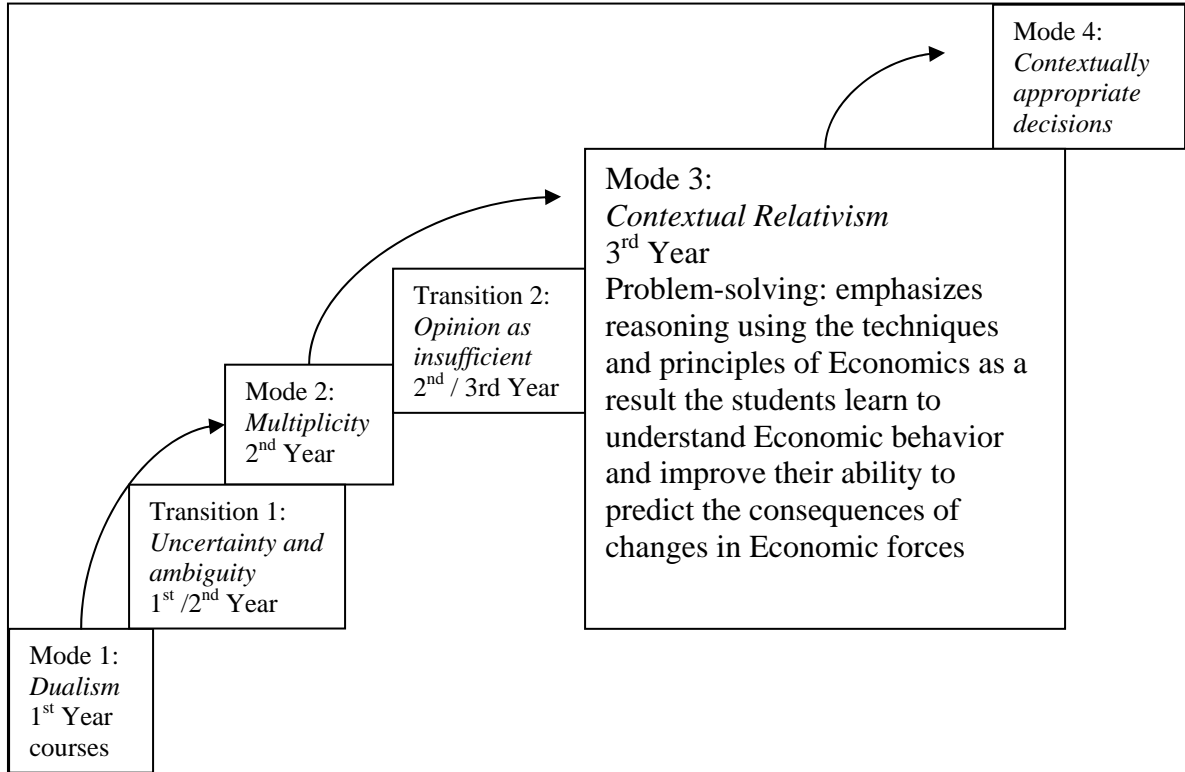 Mode 1:
Dualism
1st Year
courses
Transition 1:
Uncertainty and
ambiguity
1st /2nd Year
Mode 2:
Multiplicity
2nd Year
Transition 2:
Opinion as
insufficient
2nd / 3rd Year
Mode 3:
Contextual Relativism
3rd Year
Problem-solving: emphasizes
reasoning using the techniques
and principles of Economics as a
result the students learn to
understand Economic behavior
and improve their ability to
predict the consequences of
changes in Economic forces
Mode 4:
Contextually
appropriate
decisions